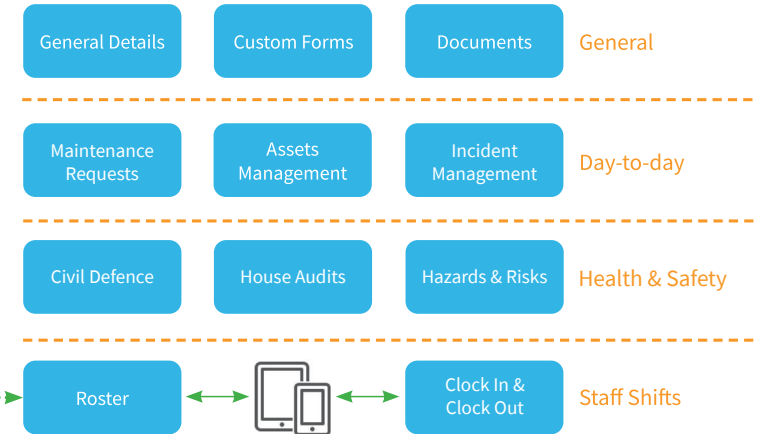 General Details
Custom Forms
Documents
General
Maintenance
Requests
Assets
Management
Incident
Management
Day-to-day
Civil Defence
House Audits
Hazards & Risks
Health & Safety
Roster
Clock In &
Clock Out
Staff Shifts